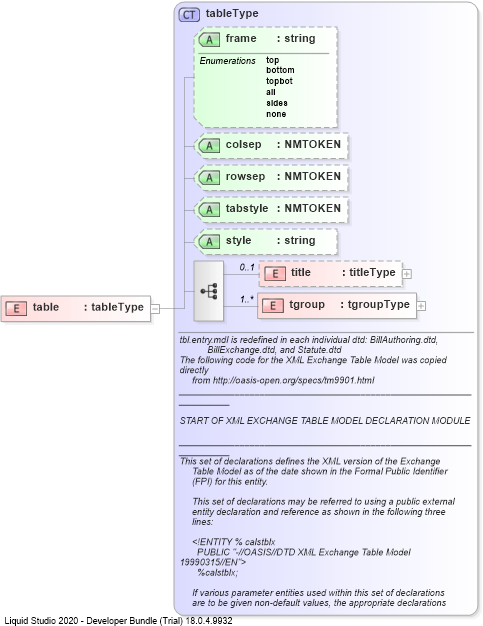 CT tableType
A frame : string
Enumerations top
bottom
topbot
all
sides
none
A colsep : NMTOKEN
A rowsep : NMTOKEN
A tabstyle : NMTOKEN
A style : string
0..1 E title : titleType
1..* E tgroup : tgroupType
E table : tableType
tbl.entry.mdl is redefined in each individual dtd: BillAuthoring.dtd,
BillExchange.dtd, and Statute.dtd
The following code for the XML Exchange Table Model was copied
directly
from http://oasis-open.org/specs/tm9901.html
START OF XML EXCHANGE TABLE MODEL DECLARATION MODULE
This set of declarations defines the XML version of the Exchange
Table Model as of the date shown in the Formal Public Identifier
(FPI) for this entity.
This set of declarations may be referred to using a public external
entity declaration and reference as shown in the following three
lines:
<!ENTITY % calstblx
PUBLIC "-//OASIS//DTD XML Exchange Table Model
19990315//EN">
%calstblx;
If various parameter entities used within this set of declarations
are to be given non-default values, the appropriate declarations
Liquid Studio 2020 - Developer Bundle (Trial) 18.0.4.9932